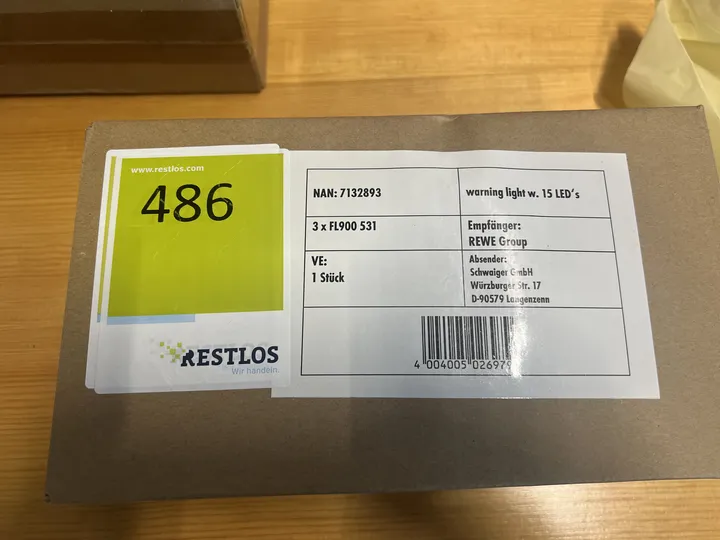 www.restlos.com
486
RESTLOS
Wir handeln.
NAN: 7132893
warning light w. 15 LED's
3 x FL900 531
Empfänger:
REWE Group
VE:
1 Stück
Absender:
Schwaiger GmbH
Würzburger Str. 17
D-90579 Langenzenn
4 004005 02697